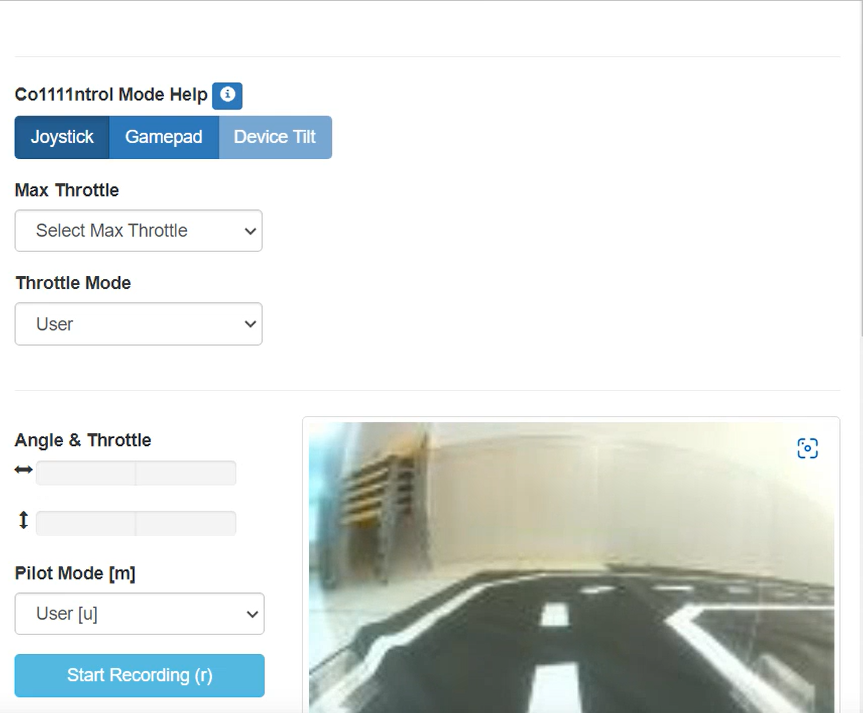 Co1111ntrol Mode Help
Joystick Gamepad Device Tilt
Max Throttle
Select Max Throttle
Throttle Mode
User
Angle & Throttle
Pilot Mode [m]
User [u]
Start Recording (r)